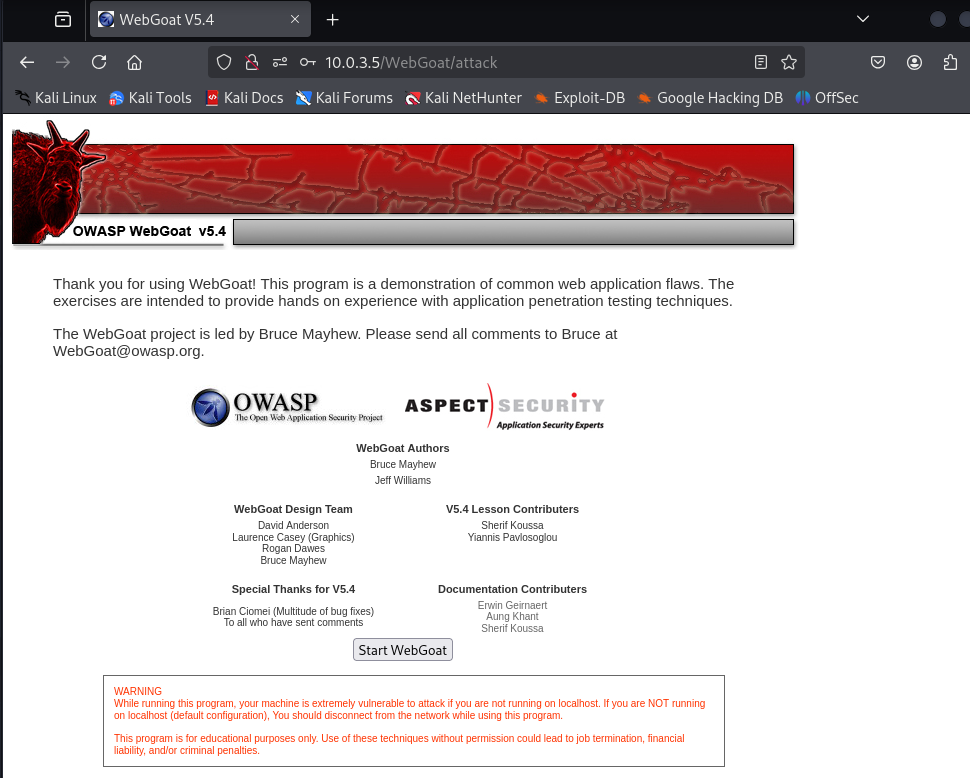 WebGoat V5.4
10.0.3.5/WebGoat/attack
Kali Linux Kali Tools Kali Docs Kali Forums Kali NetHunter Exploit-DB Google Hacking DB OffSec
OWASP WebGoat v5.4
Thank you for using WebGoat! This program is a demonstration of common web application flaws. The
exercises are intended to provide hands on experience with application penetration testing techniques.
The WebGoat project is led by Bruce Mayhew. Please send all comments to Bruce at
WebGoat@owasp.org.
OWASP
The Open Web Application Security Project
ASPECT SECURITY
Application Security Experts
WebGoat Authors
Bruce Mayhew
Jeff Williams
WebGoat Design Team
David Anderson
Laurence Casey (Graphics)
Rogan Dawes
Bruce Mayhew
V5.4 Lesson Contributers
Sherif Koussa
Yiannis Pavlosoglou
Special Thanks for V5.4
Brian Ciomei (Multitude of bug fixes)
To all who have sent comments
Documentation Contributers
Erwin Geirnaert
Aung Khant
Sherif Koussa
Start WebGoat
WARNING
While running this program, your machine is extremely vulnerable to attack if you are not running on localhost. If you are NOT running
on localhost (default configuration), You should disconnect from the network while using this program.
This program is for educational purposes only. Use of these techniques without permission could lead to job termination, financial
liability, and/or criminal penalties.